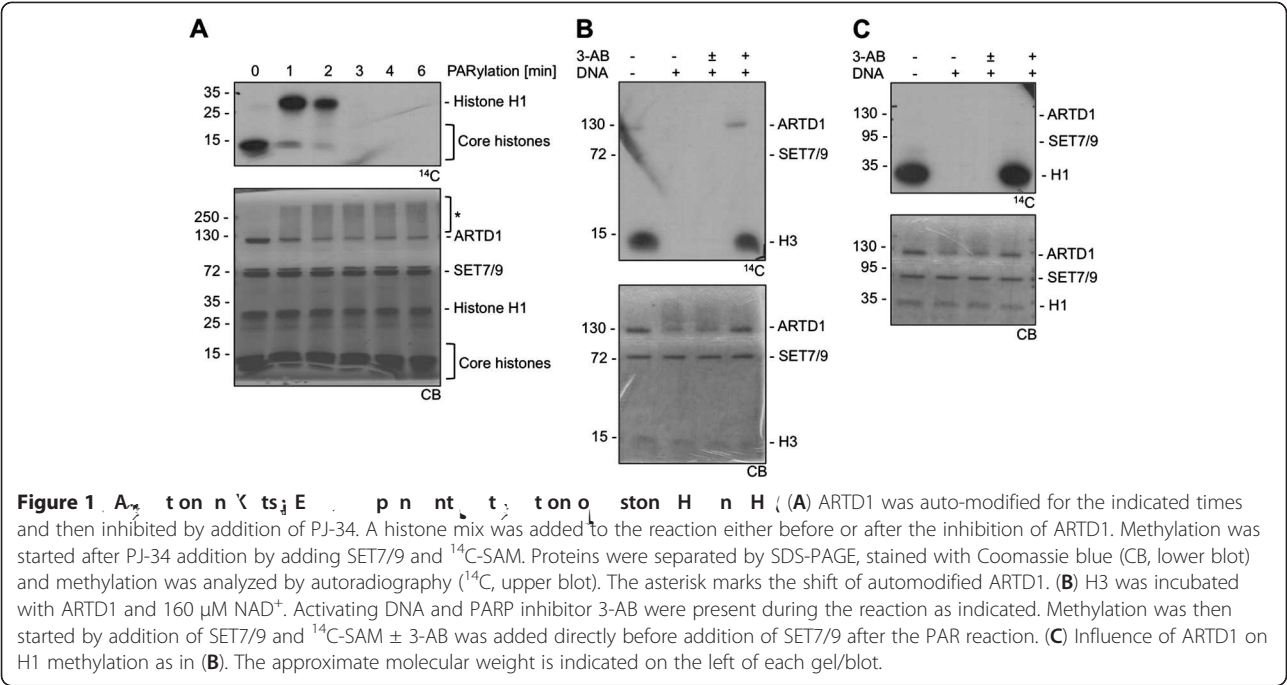 A
0 1 2 3 4 6 PARylation [min]
35 -
25 -
15 -
- Histone H1
Core histones
14C
250 -
130 -
72 -
35 -
25 -
15 -
*
- ARTD1
- SET7/9
- Histone H1
Core histones
CB
B
3-AB - - ± +
DNA - + + +
130 -
72 -
15 -
- ARTD1
- SET7/9
- H3
14C
130 -
72 -
15 -
- ARTD1
- SET7/9
- H3
CB
C
3-AB - - ± +
DNA - + + +
130 -
95 -
35 -
- ARTD1
- SET7/9
- H1
14C
130 -
95 -
35 -
- ARTD1
- SET7/9
- H1
CB
Figure 1 (A) ARTD1 was auto-modified for the indicated times
and then inhibited by addition of PJ-34. A histone mix was added to the reaction either before or after the inhibition of ARTD1. Methylation was
started after PJ-34 addition by adding SET7/9 and 14C-SAM. Proteins were separated by SDS-PAGE, stained with Coomassie blue (CB, lower blot)
and methylation was analyzed by autoradiography (14C, upper blot). The asterisk marks the shift of automodified ARTD1. (B) H3 was incubated
with ARTD1 and 160 μM NAD+. Activating DNA and PARP inhibitor 3-AB were present during the reaction as indicated. Methylation was then
started by addition of SET7/9 and 14C-SAM ± 3-AB was added directly before addition of SET7/9 after the PAR reaction. (C) Influence of ARTD1 on
H1 methylation as in (B). The approximate molecular weight is indicated on the left of each gel/blot.